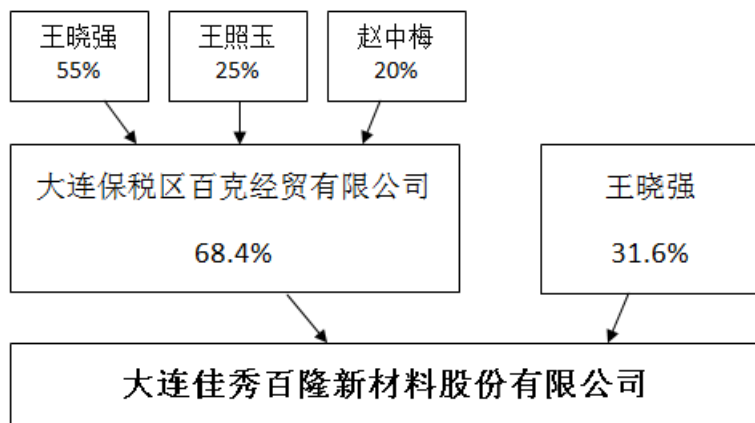 王晓强
55%
王照玉
25%
赵中梅
20%
大连保税区百克经贸有限公司
68.4%
王晓强
31.6%
大连佳秀百隆新材料股份有限公司